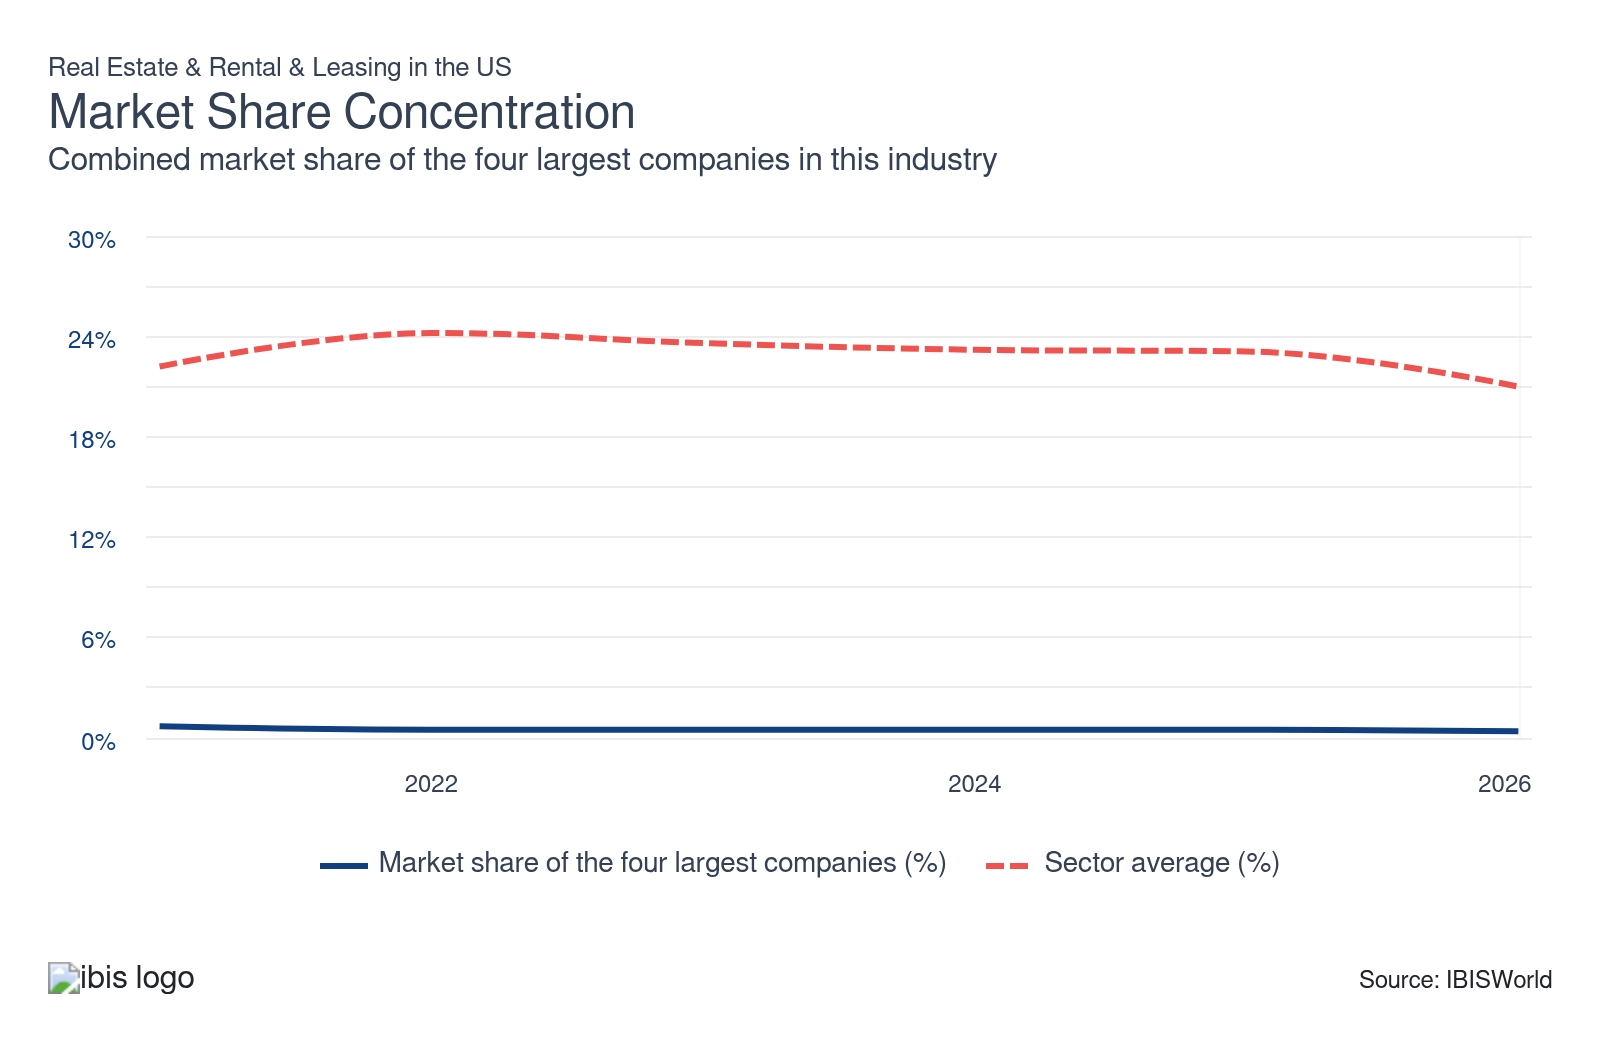 Real Estate & Rental & Leasing in the US
Market Share Concentration
Combined market share of the four largest companies in this industry
30%
24%
18%
12%
6%
0%
2022 2024 2026
Market share of the four largest companies (%) Sector average (%)
ibis logo Source: IBISWorld